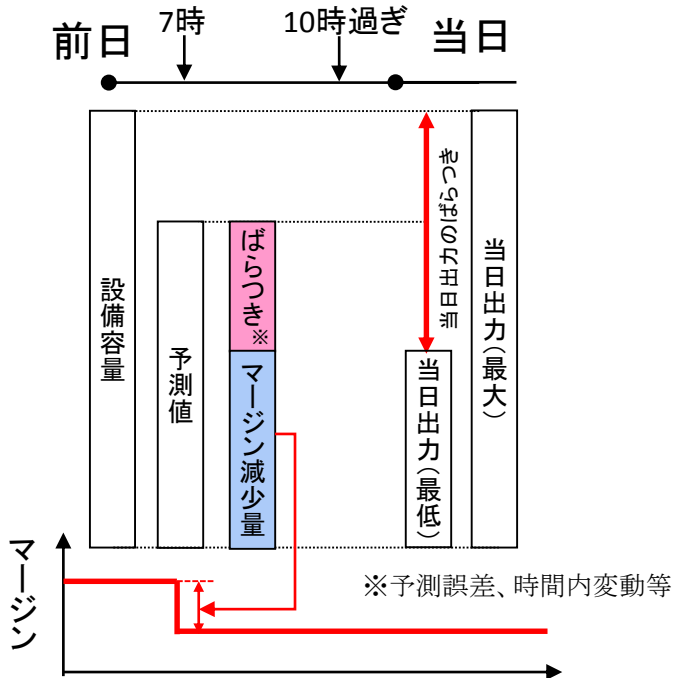 前日
7時
10時過ぎ
当日
設備容量
予測値
ばらつき※
マージン減少量
当日出力のばらつき
当日出力(最低)
当日出力(最大)
マージン
※予測誤差、時間内変動等